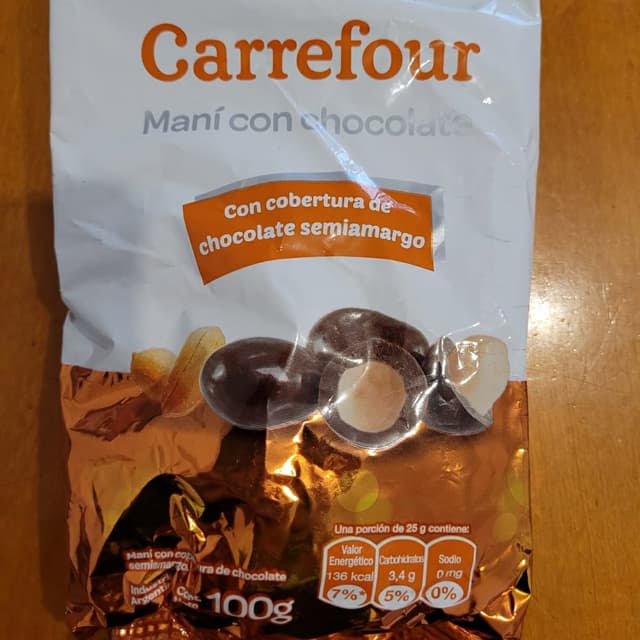 Carrefour
Maní con chocolate
Con cobertura de
chocolate semiamargo
Una porción de 25 g contiene:
Valor
Energético
136 kcal
7%*
Carbohidratos
3,4 g
5%
Sodio
0 mg
0%
Maní con
semiamargo
de chocolate
100g